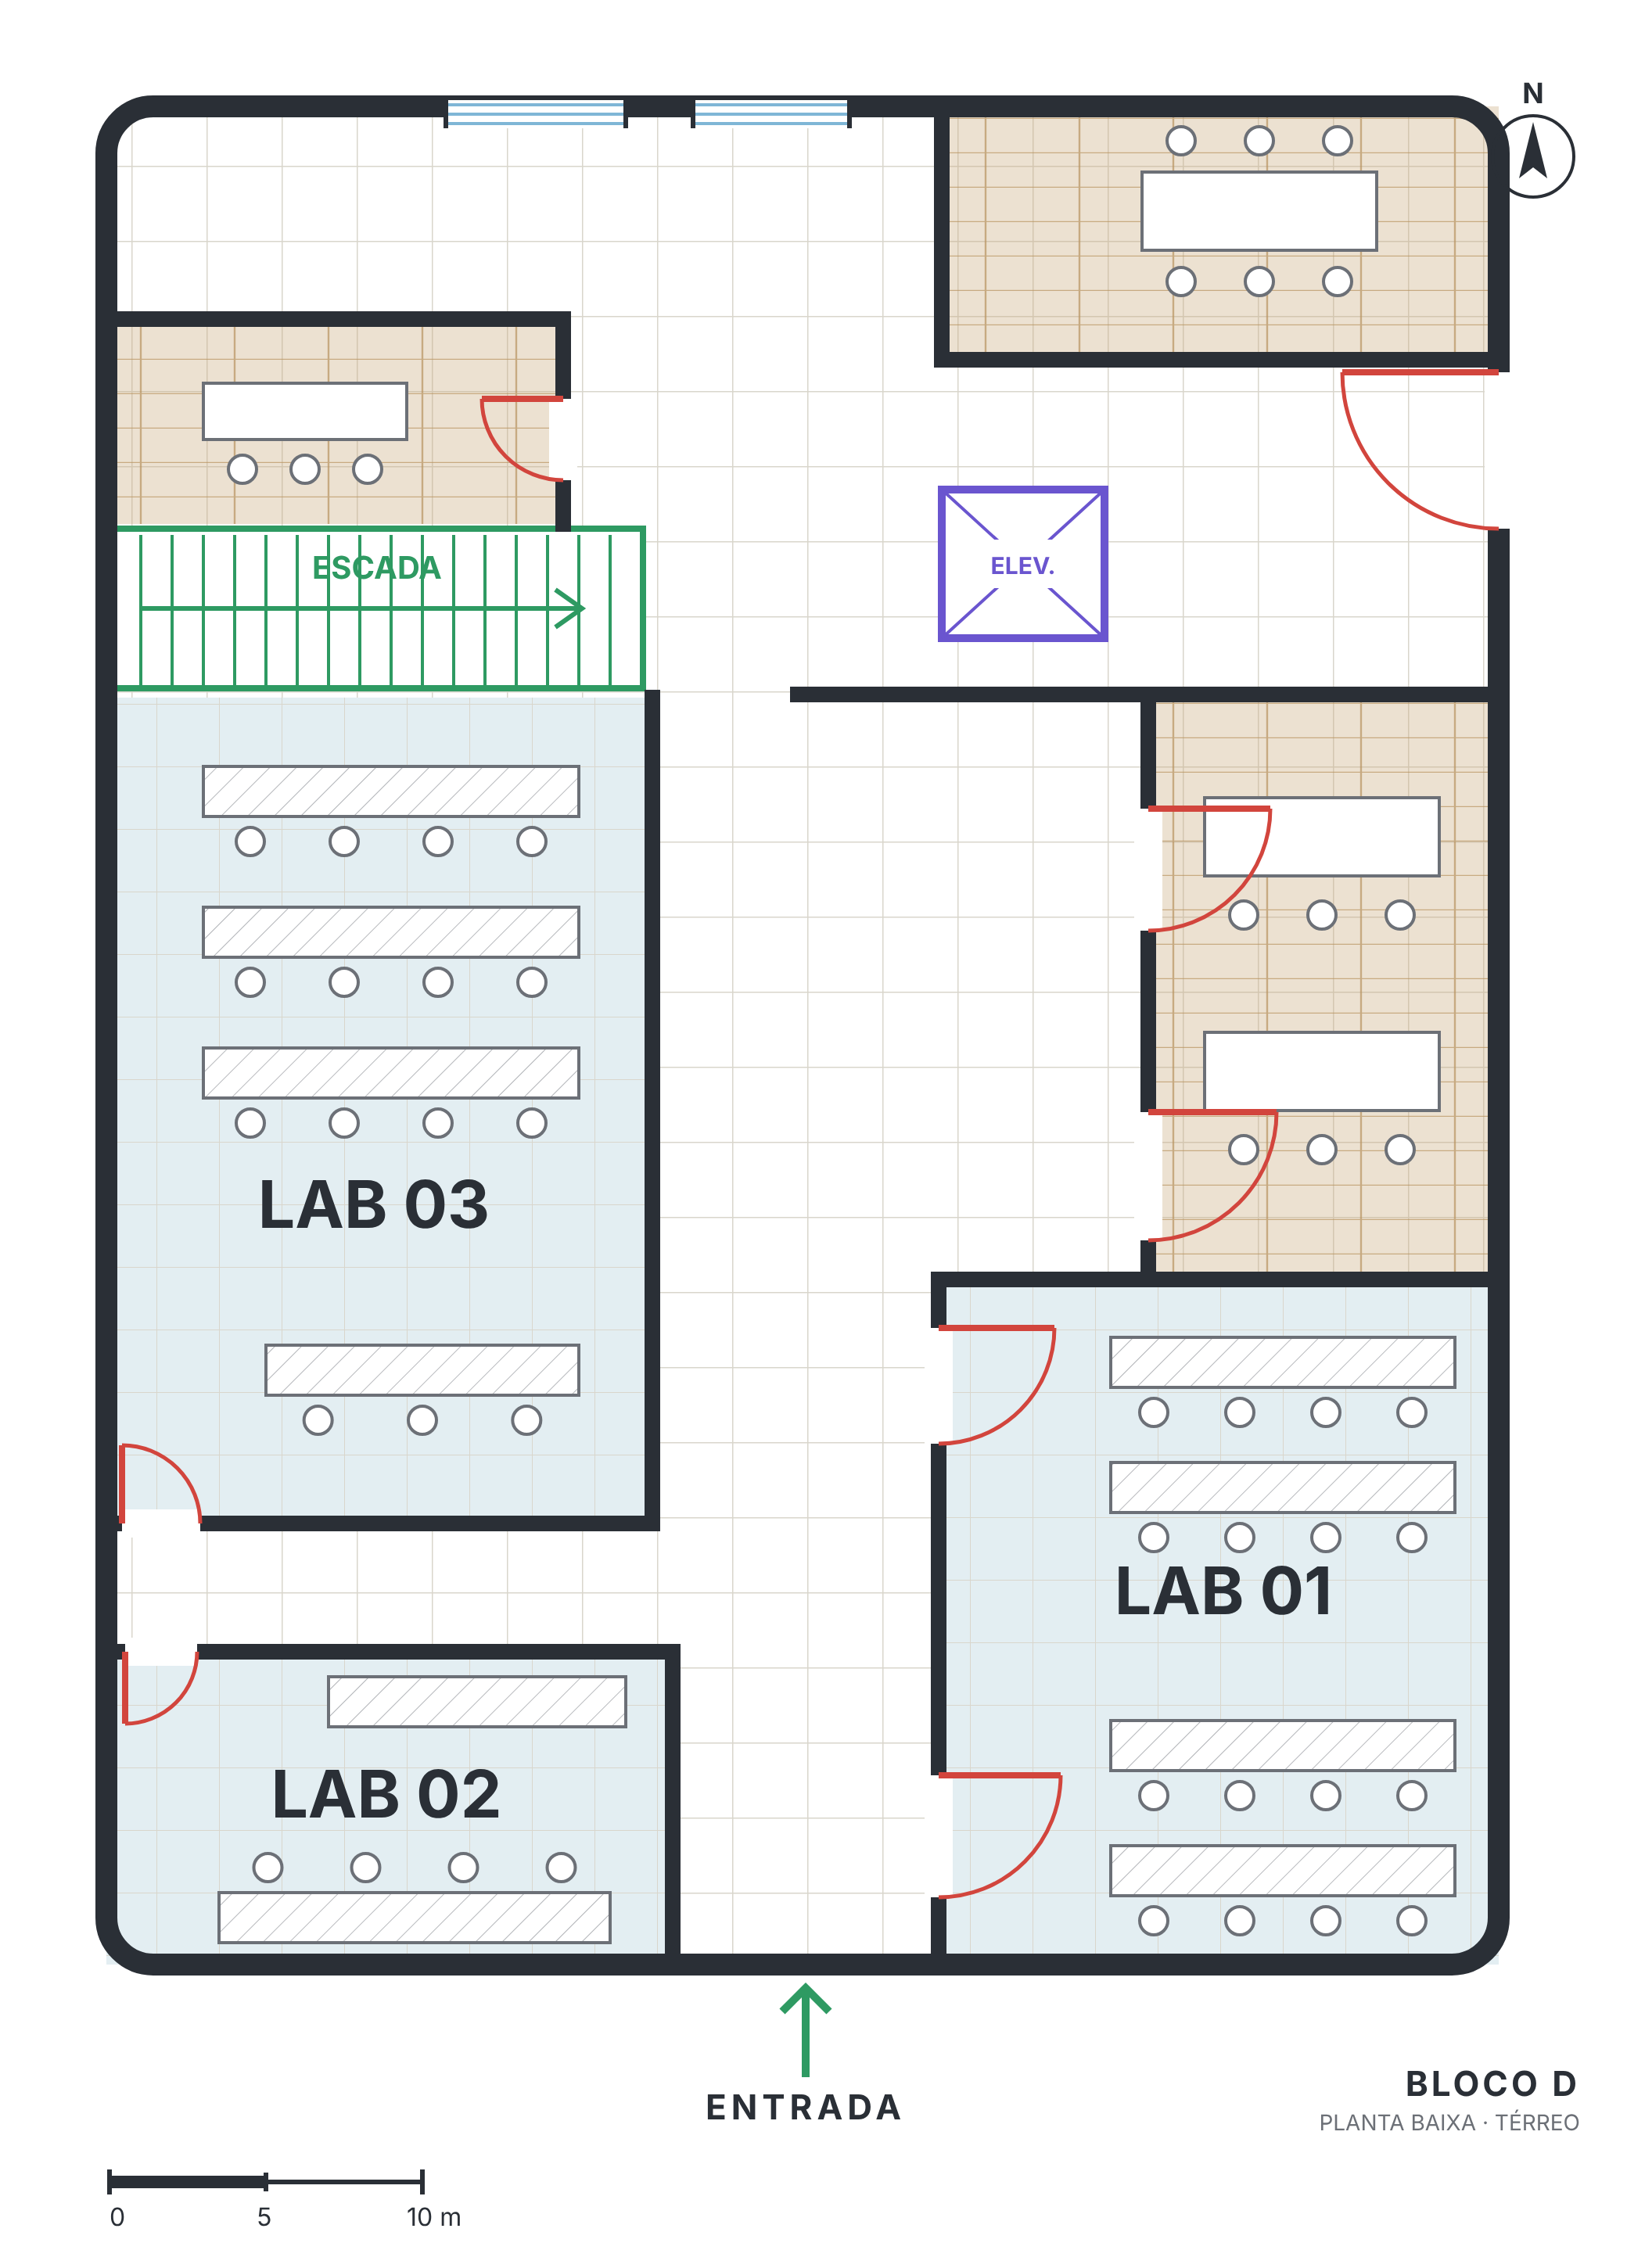 N
ESCADA
ELEV.
LAB 03
LAB 01
LAB 02
ENTRADA
BLOCO D
PLANTA BAIXA · TÉRREO
0 5 10 m